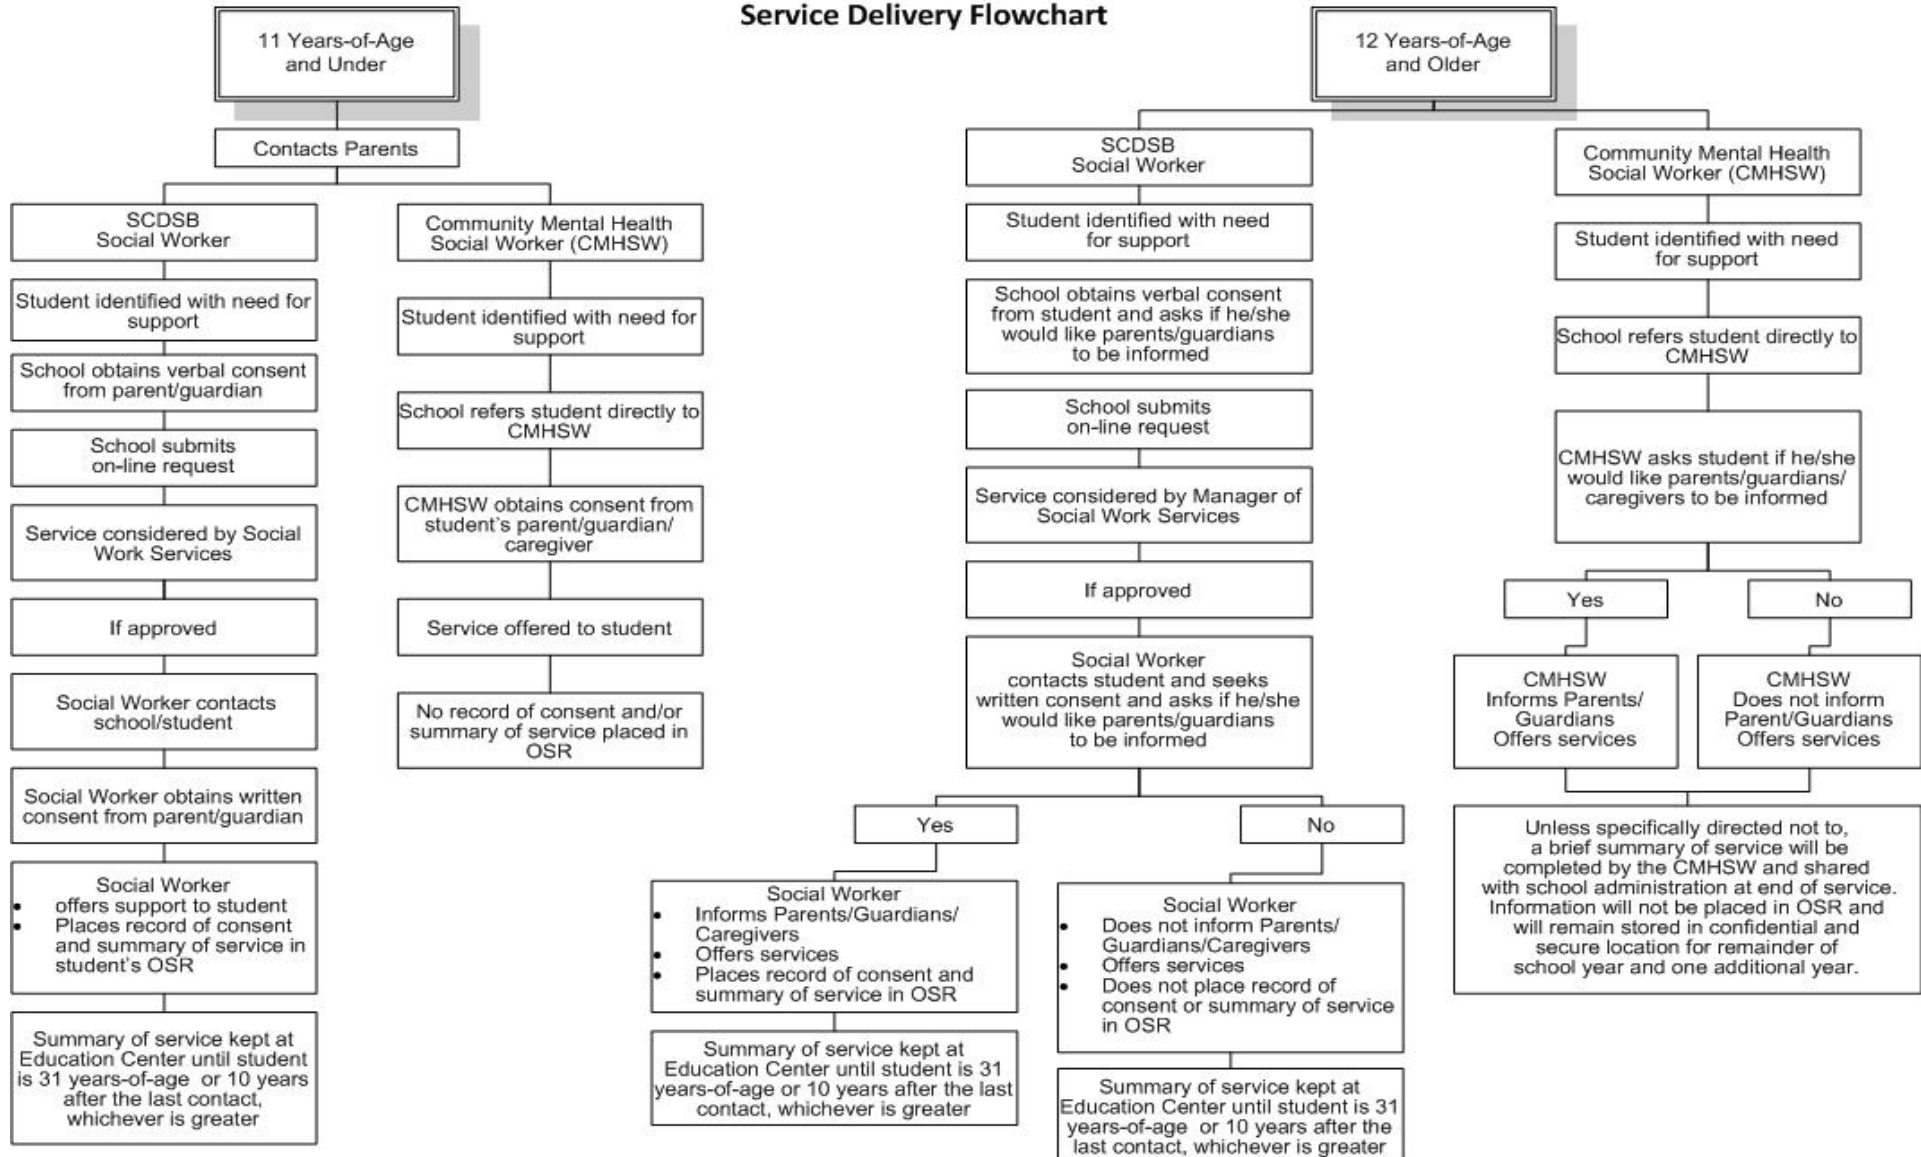 Service Delivery Flowchart
11 Years-of-Age
and Under
Contacts Parents
SCDSB
Social Worker
Student identified with need for
support
School obtains verbal consent
from parent/guardian
School submits
on-line request
Service considered by Social
Work Services
If approved
Social Worker contacts
school/student
Social Worker obtains written
consent from parent/guardian
Social Worker
• offers support to student
• Places record of consent
and summary of service in
student's OSR
Summary of service kept at
Education Center until student
is 31 years-of-age or 10 years
after the last contact,
whichever is greater
Community Mental Health
Social Worker (CMHSW)
Student identified with need for
support
School refers student directly to
CMHSW
CMHSW obtains consent from
student`s parent/guardian/
caregiver
Service offered to student
No record of consent and/or
summary of service placed in
OSR
12 Years-of-Age
and Older
SCDSB
Social Worker
Student identified with need
for support
School obtains verbal consent
from student and asks if he/she
would like parents/guardians
to be informed
School submits
on-line request
Service considered by Manager of
Social Work Services
If approved
Social Worker
contacts student and seeks
written consent and asks if he/she
would like parents/guardians
to be informed
Yes
Social Worker
• Informs Parents/Guardians/
Caregivers
• Offers services
• Places record of consent and
summary of service in OSR
Summary of service kept at
Education Center until student is 31
years-of-age or 10 years after the last
contact, whichever is greater
No
Social Worker
• Does not inform Parents/
Guardians/Caregivers
• Offers services
• Does not place record of
consent or summary of service
in OSR
Summary of service kept at
Education Center until student is 31
years-of-age or 10 years after the
last contact, whichever is greater
Community Mental Health
Social Worker (CMHSW)
Student identified with need
for support
School refers student directly to
CMHSW
CMHSW asks student if he/she
would like parents/guardians/
caregivers to be informed
Yes
CMHSW
Informs Parents/
Guardians
Offers services
No
CMHSW
Does not inform
Parent/Guardians
Offers services
Unless specifically directed not to,
a brief summary of service will be
completed by the CMHSW and shared
with school administration at end of service.
Information will not be placed in OSR and
will remain stored in confidential and
secure location for remainder of
school year and one additional year.